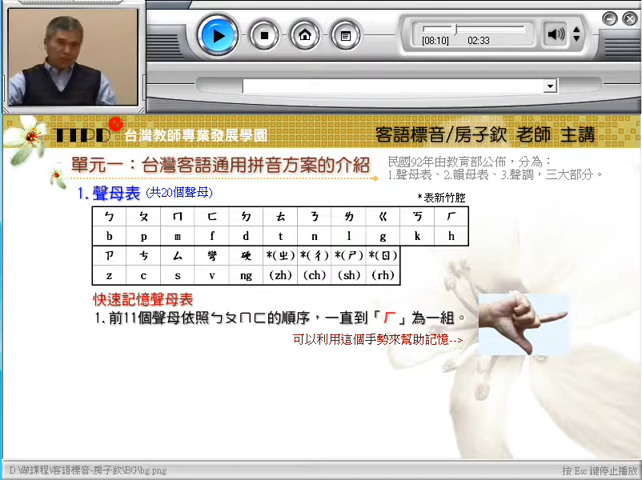 [08:10] 02:33
TTPD 台灣教師專業發展學園
客語標音/房子欽 老師 主講
單元一：台灣客語通用拼音方案的介紹
民國92年由教育部公佈，分為：
1.聲母表、2.韻母表、3.聲調，三大部分。
1.聲母表 (共20個聲母)
*表新竹腔
ㄅ ㄆ ㄇ ㄈ ㄉ ㄊ ㄋ ㄌ ㄍ ㄎ ㄏ
b p m f d t n l g k h
ㄗ ㄘ ㄙ 彎 硬 *(ㄓ) *(ㄔ) *(ㄕ) *(ㄖ)
z c s v ng (zh) (ch) (sh) (rh)
快速記憶聲母表
1.前11個聲母依照ㄅㄆㄇㄈ的順序，一直到「ㄏ」為一組。
可以利用這個手勢來幫助記憶-->
D:\做課程\客語標音-房子欽\BG\bg.png
按 Esc 鍵停止播放